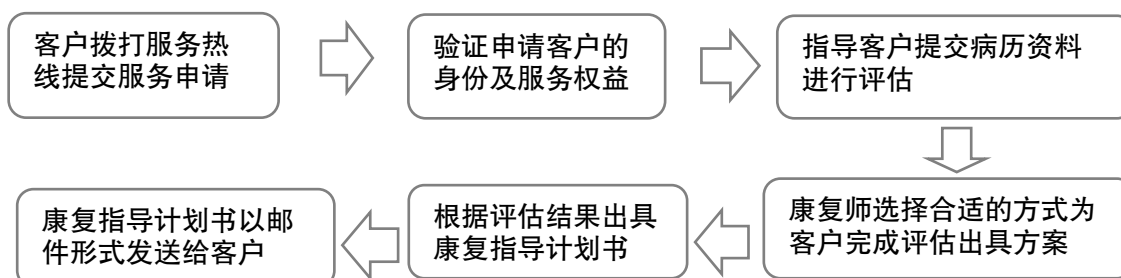 客户拨打服务热
线提交服务申请
验证申请客户的
身份及服务权益
指导客户提交病历资料
进行评估
康复师选择合适的方式为
客户完成评估出具方案
根据评估结果出具
康复指导计划书
康复指导计划书以邮
件形式发送给客户